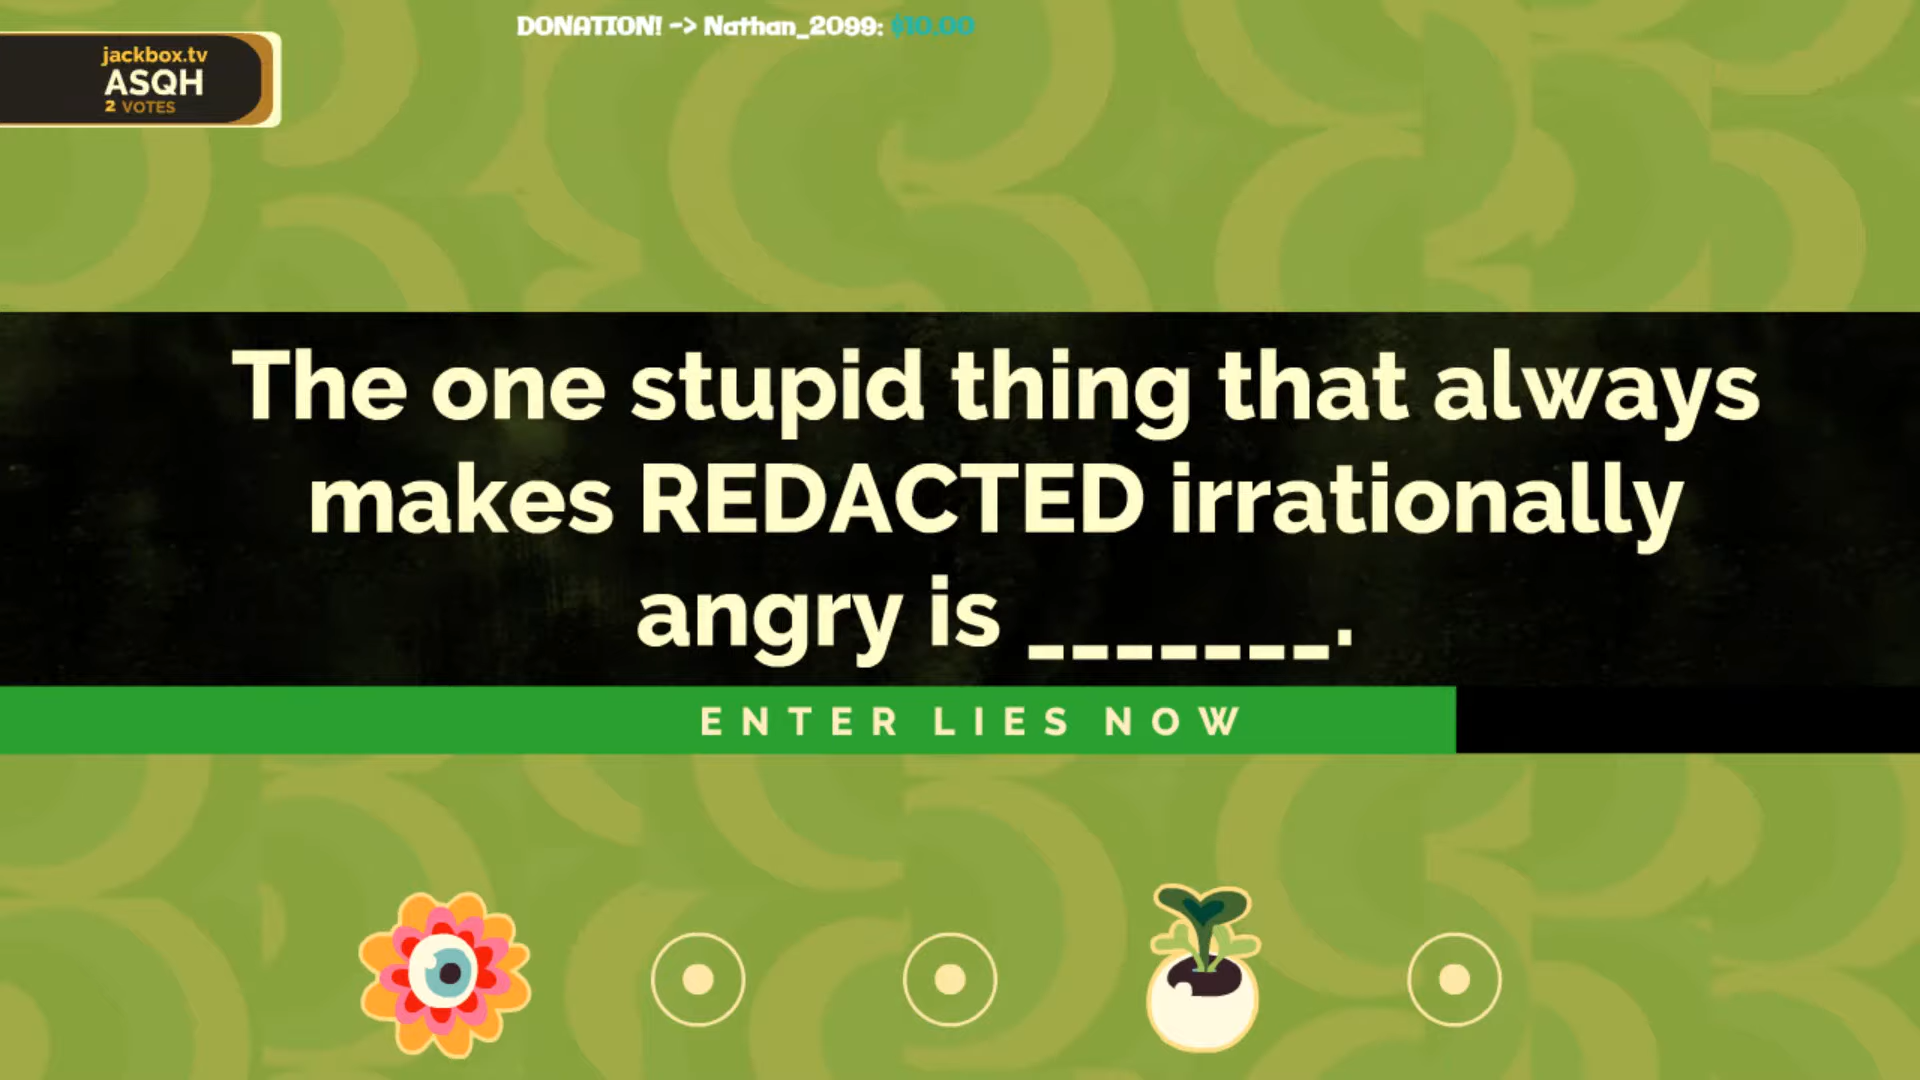 DONATION! -> Nathan_2099: $10.00
jackbox.tv
ASQH
2 VOTES
The one stupid thing that always
makes REDACTED irrationally
angry is _______.
ENTER LIES NOW